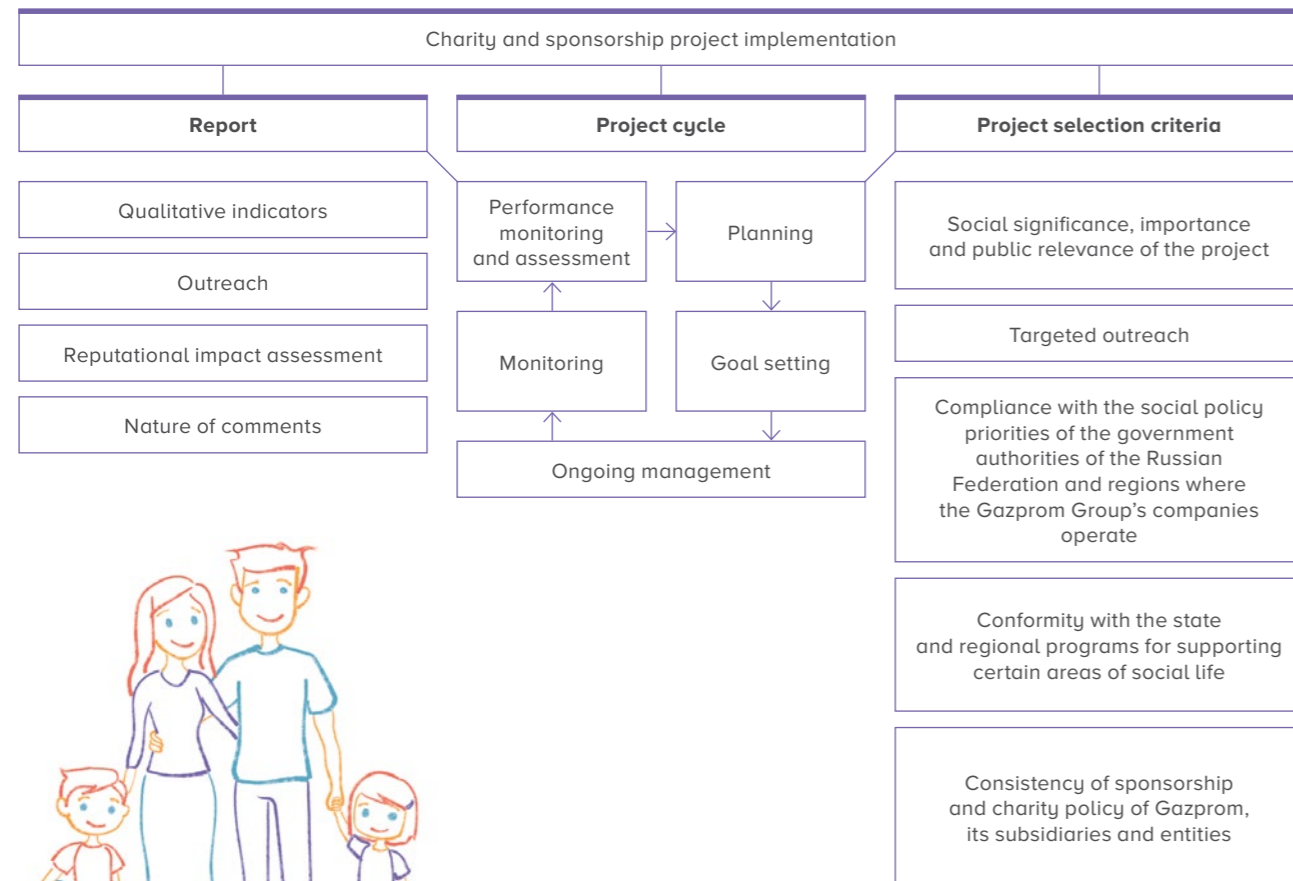 Charity and sponsorship project implementation
Report
Qualitative indicators
Outreach
Reputational impact assessment
Nature of comments
Project cycle
Performance
monitoring
and assessment
Planning
Monitoring
Goal setting
Ongoing management
Project selection criteria
Social significance, importance
and public relevance of the project
Targeted outreach
Compliance with the social policy
priorities of the government
authorities of the Russian
Federation and regions where
the Gazprom Group's companies
operate
Conformity with the state
and regional programs for supporting
certain areas of social life
Consistency of sponsorship
and charity policy of Gazprom,
its subsidiaries and entities